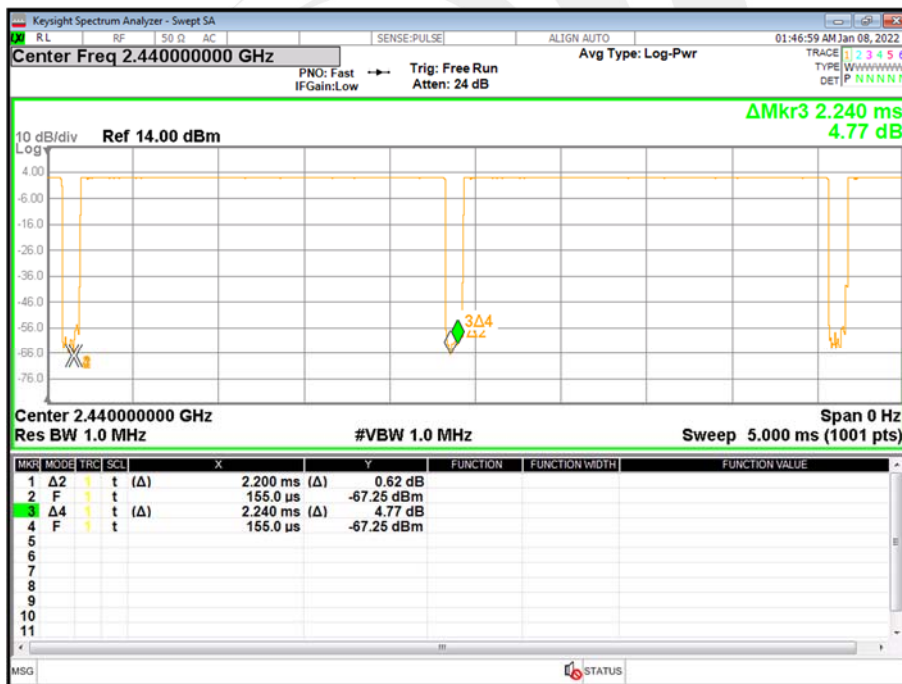 Keysight Spectrum Analyzer - Swept SA
LXI RL RF 50 Ω AC SENSE:PULSE ALIGN AUTO 01:46:59 AM Jan 08, 2022
Center Freq 2.440000000 GHz Avg Type: Log-Pwr TRACE 1 2 3 4 5 6
PNO: Fast Trig: Free Run TYPE WWWWWW
IFGain:Low Atten: 24 dB DET P N N N N N
ΔMkr3 2.240 ms
10 dB/div Ref 14.00 dBm 4.77 dB
Log
4.00
-6.00
-16.0
-26.0
-36.0
-46.0
-56.0
3Δ4
-66.0
-76.0
Center 2.440000000 GHz Span 0 Hz
Res BW 1.0 MHz #VBW 1.0 MHz Sweep 5.000 ms (1001 pts)
MKR MODE TRC SCL X Y FUNCTION FUNCTION WIDTH FUNCTION VALUE
1 Δ2 1 t (Δ) 2.200 ms (Δ) 0.62 dB
2 F 1 t 155.0 µs -67.25 dBm
3 Δ4 1 t (Δ) 2.240 ms (Δ) 4.77 dB
4 F 1 t 155.0 µs -67.25 dBm
5
6
7
8
9
10
11
MSG STATUS